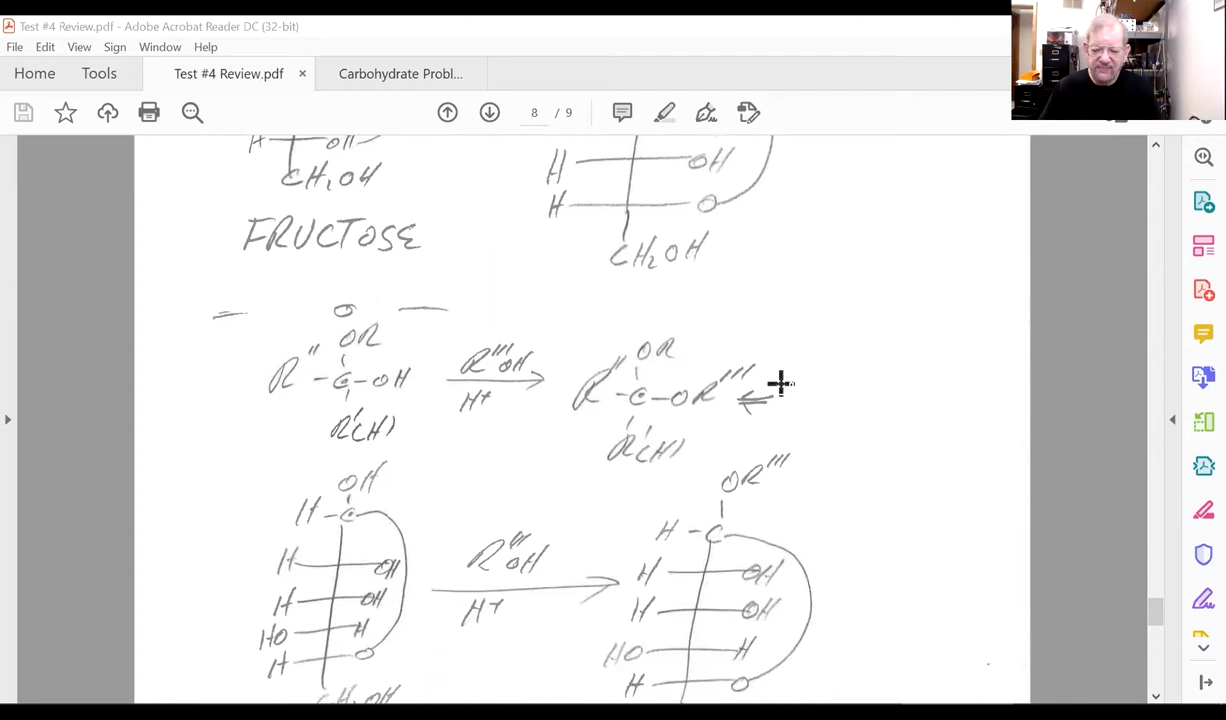 Test #4 Review.pdf - Adobe Acrobat Reader DC (32-bit)
File Edit View Sign Window Help
Home Tools Test #4 Review.pdf × Carbohydrate Probl...
8 / 9
H OH
CH2OH
H OH
H O
CH2OH
FRUCTOSE
= O —
OR
R'' - C - OH
R'(H)
R'''OH
H+
OR
R'' - C - OR'''
R'(H)
OH
H - C
H OH
H OH
HO H
H O
CH2OH
R'''OH
H+
OR'''
H - C
H OH
H OH
HO H
H O